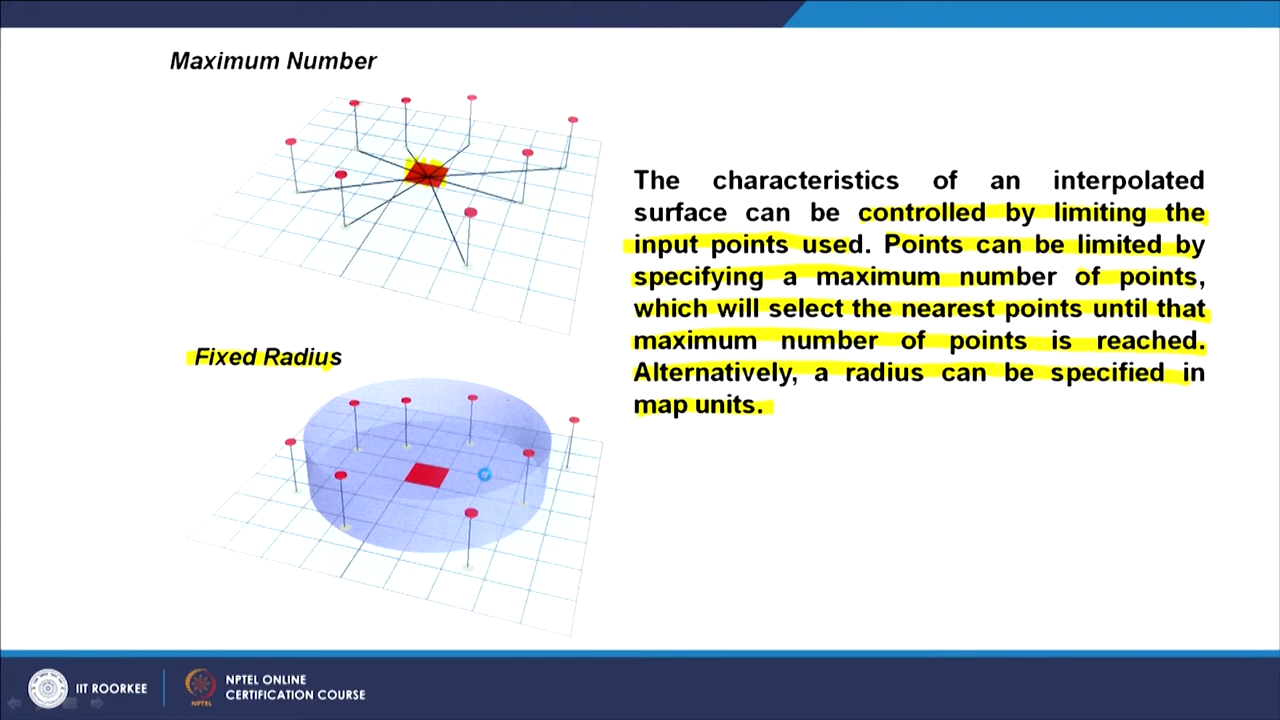 Maximum Number
The characteristics of an interpolated
surface can be controlled by limiting the
input points used. Points can be limited by
specifying a maximum number of points,
which will select the nearest points until that
maximum number of points is reached.
Alternatively, a radius can be specified in
map units.
Fixed Radius
IIT ROORKEE
NPTEL
NPTEL ONLINE
CERTIFICATION COURSE